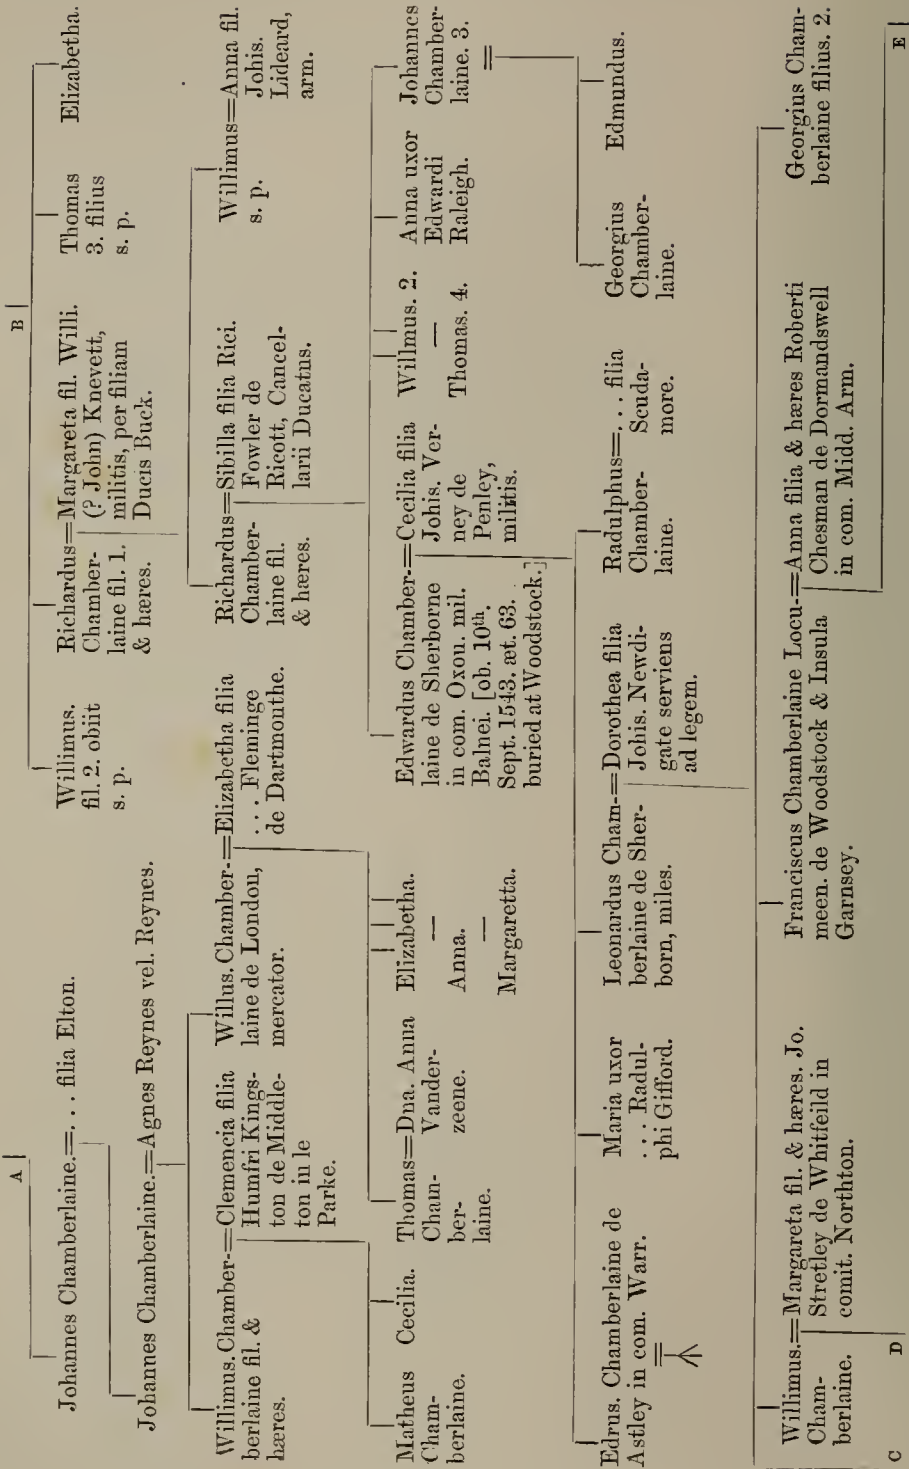 A
B
Johannes Chamberlaine.=... filia Elton.
Willimus.
fil. 2. obiit
s. p.
Richardus=Margareta fil. Willi.
Chamber-
laine fil. 1.
& hæres.
(? John) Knevett,
militis, per filiam
Ducis Buck.
Thomas
3. filius
s. p.
Elizabetha.
Johannes Chamberlaine.=Agnes Reynes vel. Reynes.
Willimus. Chamber-=Clemencia filia
berlaine fil. &
hæres.
Humfri Kings-
ton de Middle-
ton in le
Parke.
Willus. Chamber-=Elizabetha filia
laine de London,
mercator.
... Fleminge
de Dartmouthe.
Richardus=Sibilla filia Rici.
Chamber-
laine fil.
& hæres.
Fowler de
Ricott, Cancel-
larii Ducatus.
Willimus=Anna fil.
s. p.
Johis.
Lideard,
arm.
Matheus
Cham-
berlaine.
Cecilia.
Thomas=Dna. Anna
Cham-
ber-
laine.
Vander-
zeene.
Elizabetha.
—
Anna.
—
Margaretta.
Edwardus Chamber-=Cecilia filia
laine de Sherborne
in com. Oxou. mil.
Balnei. [ob. 10th.
Sept. 1543. æt. 63.
buried at Woodstock.]
Johis. Ver-
ney de
Penley,
militis.
Willmus. 2.
—
Thomas. 4.
Anna uxor
Edwardi
Raleigh.
Johannes
Chamber-
laine. 3.
=
Edrus. Chamberlaine de
Astley in com. Warr.
Maria uxor
... Radul-
phi Gifford.
Leonardus Cham-=Dorothea filia
berlaine de Sher-
born, miles.
Johis. Newdi-
gate serviens
ad legem.
Radulphus=... filia
Chamber-
laine.
Scuda-
more.
Georgius
Chamber-
laine.
Edmundus.
Willimus.=Margareta fil. & hæres. Jo.
Cham-
berlaine.
Stretley de Whitfeild in
comit. Northton.
Franciscus Chamberlaine Locu-=Anna filia & hæres Roberti
meen. de Woodstock & Insula
Garnsey.
Chesman de Dormandswell
in com. Midd. Arm.
Georgius Cham-
berlaine filius. 2.
C
D
E